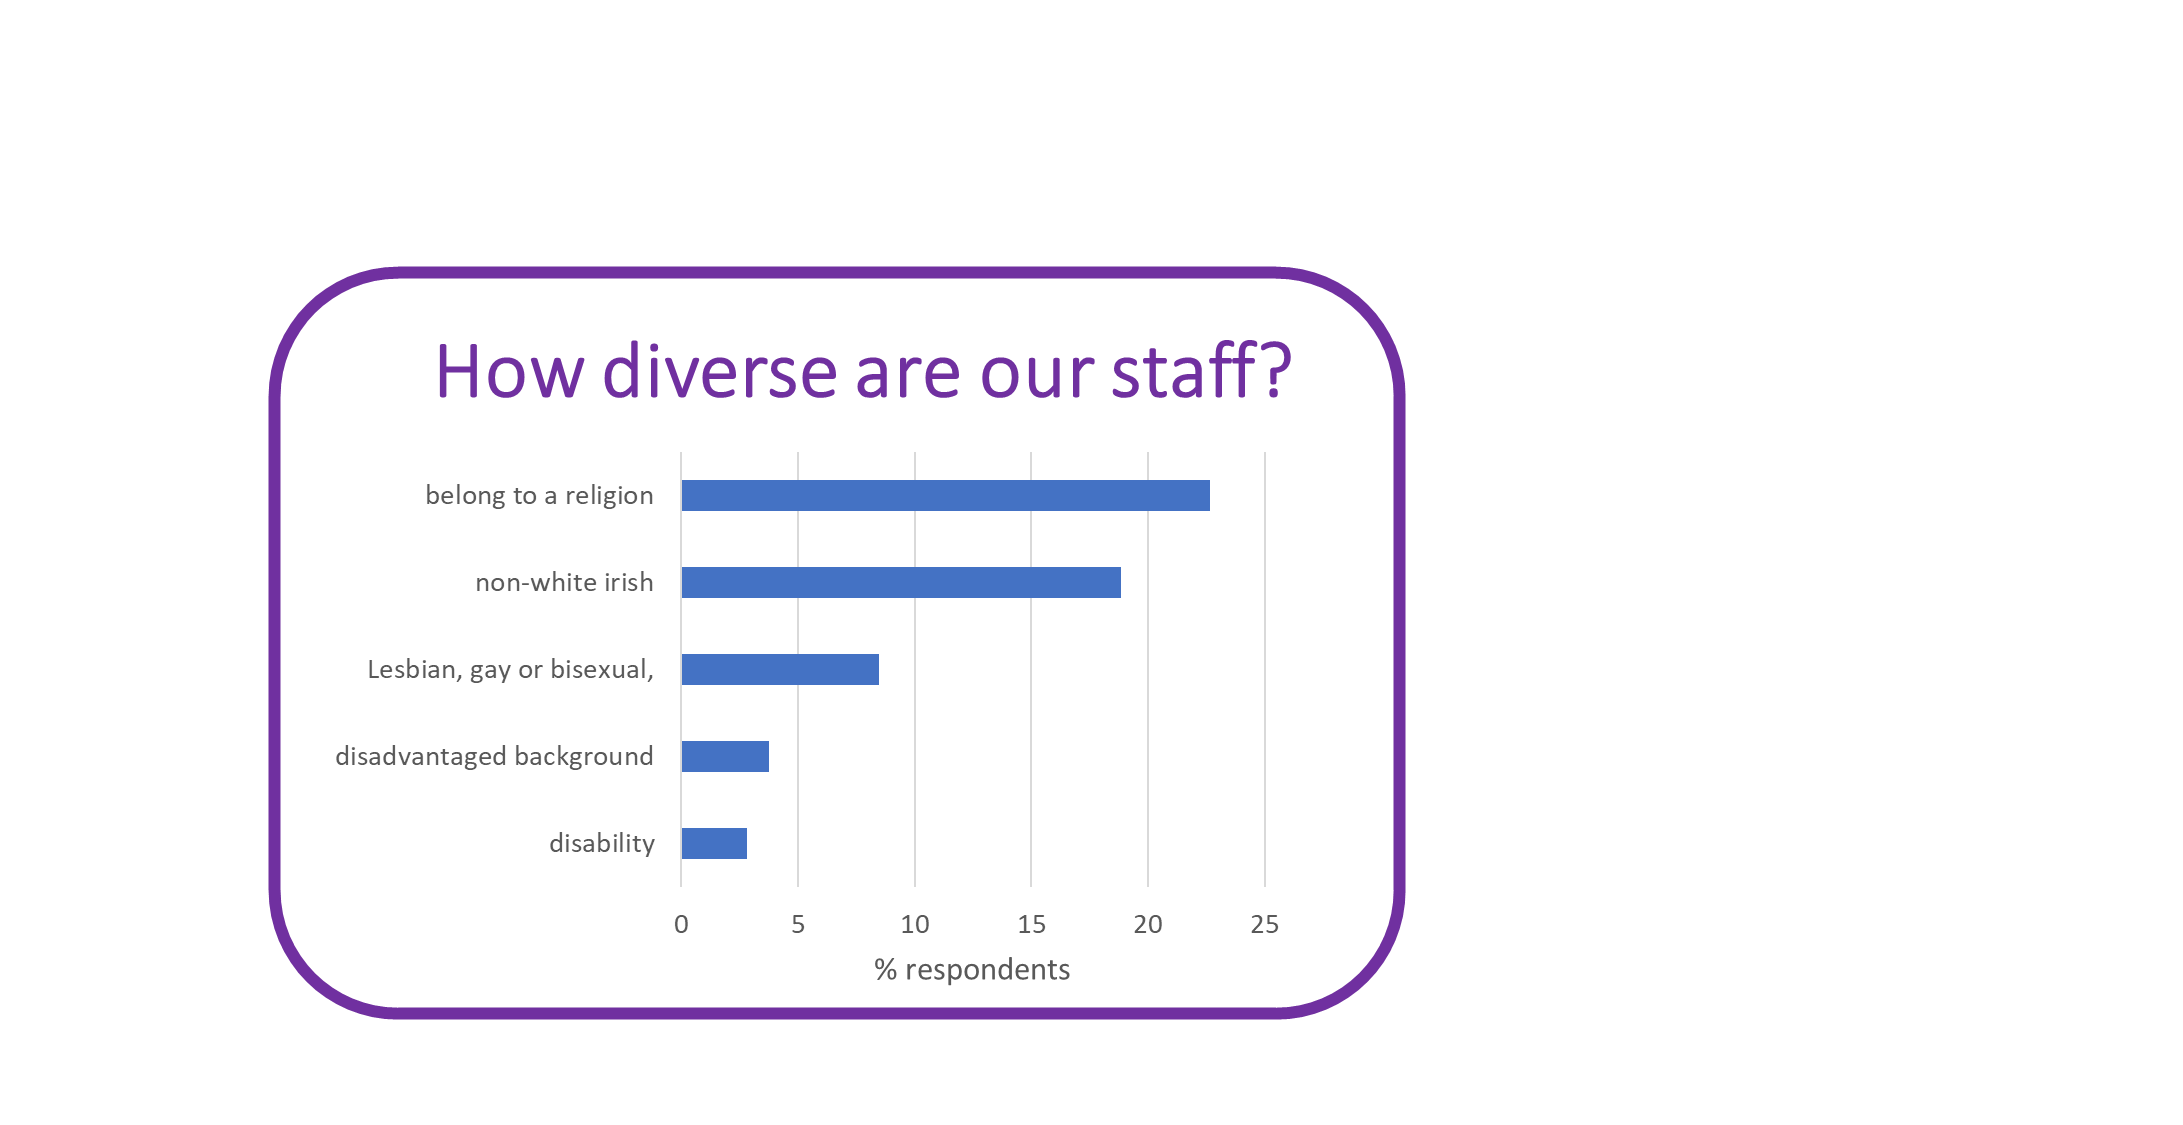 How diverse are our staff?
belong to a religion
non-white irish
Lesbian, gay or bisexual,
disadvantaged background
disability
0 5 10 15 20 25
% respondents